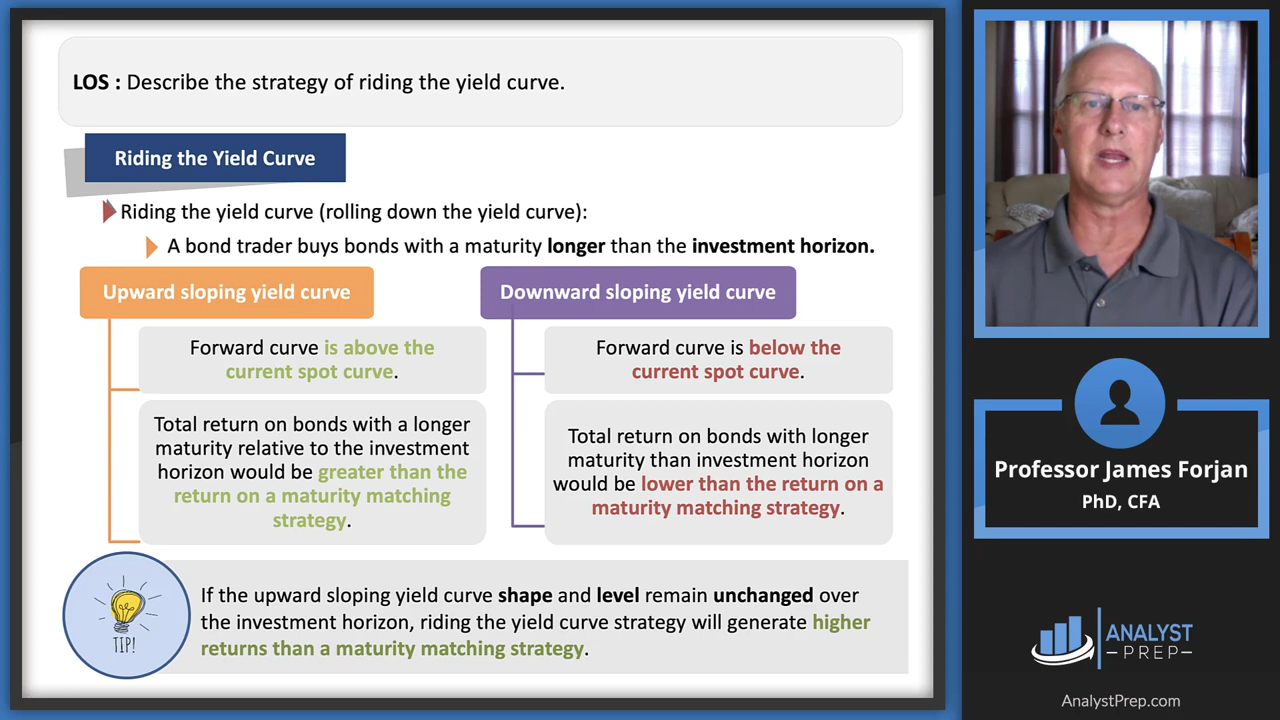 LOS : Describe the strategy of riding the yield curve.
Riding the Yield Curve
Riding the yield curve (rolling down the yield curve):
A bond trader buys bonds with a maturity longer than the investment horizon.
Upward sloping yield curve
Forward curve is above the
current spot curve.
Total return on bonds with a longer
maturity relative to the investment
horizon would be greater than the
return on a maturity matching
strategy.
Downward sloping yield curve
Forward curve is below the
current spot curve.
Total return on bonds with longer
maturity than investment horizon
would be lower than the return on a
maturity matching strategy.
TIP!
If the upward sloping yield curve shape and level remain unchanged over
the investment horizon, riding the yield curve strategy will generate higher
returns than a maturity matching strategy.
Professor James Forjan
PhD, CFA
ANALYST
—PREP—
AnalystPrep.com